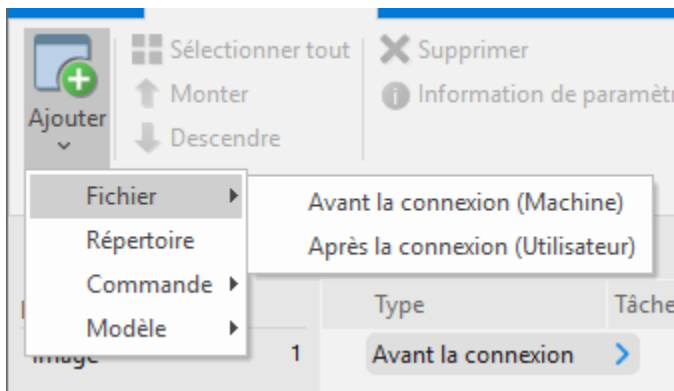 Sélectionner tout
Supprimer
Monter
Information de paramètr
Ajouter
Descendre
Fichier
Avant la connexion (Machine)
Répertoire
Après la connexion (Utilisateur)
Commande
Type
Tâche
Modèle
1
Avant la connexion